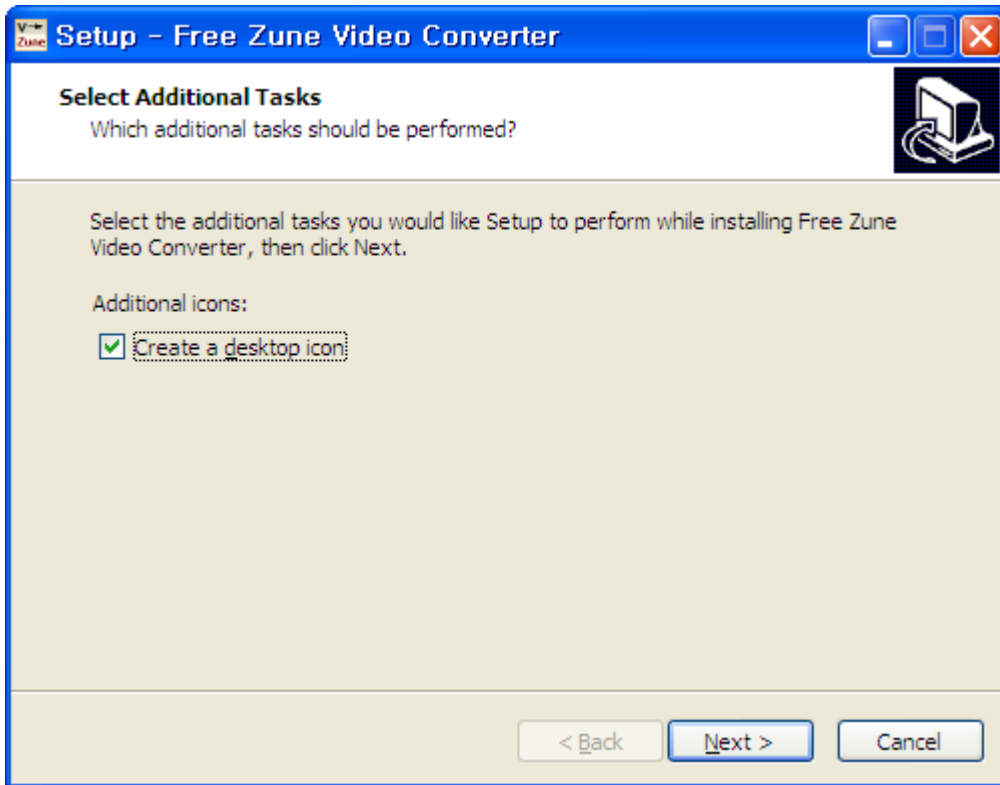 V
Zune
Setup - Free Zune Video Converter
Select Additional Tasks
Which additional tasks should be performed?
Select the additional tasks you would like Setup to perform while installing Free Zune
Video Converter, then click Next.
Additional icons:
Create a desktop icon
< Back Next > Cancel